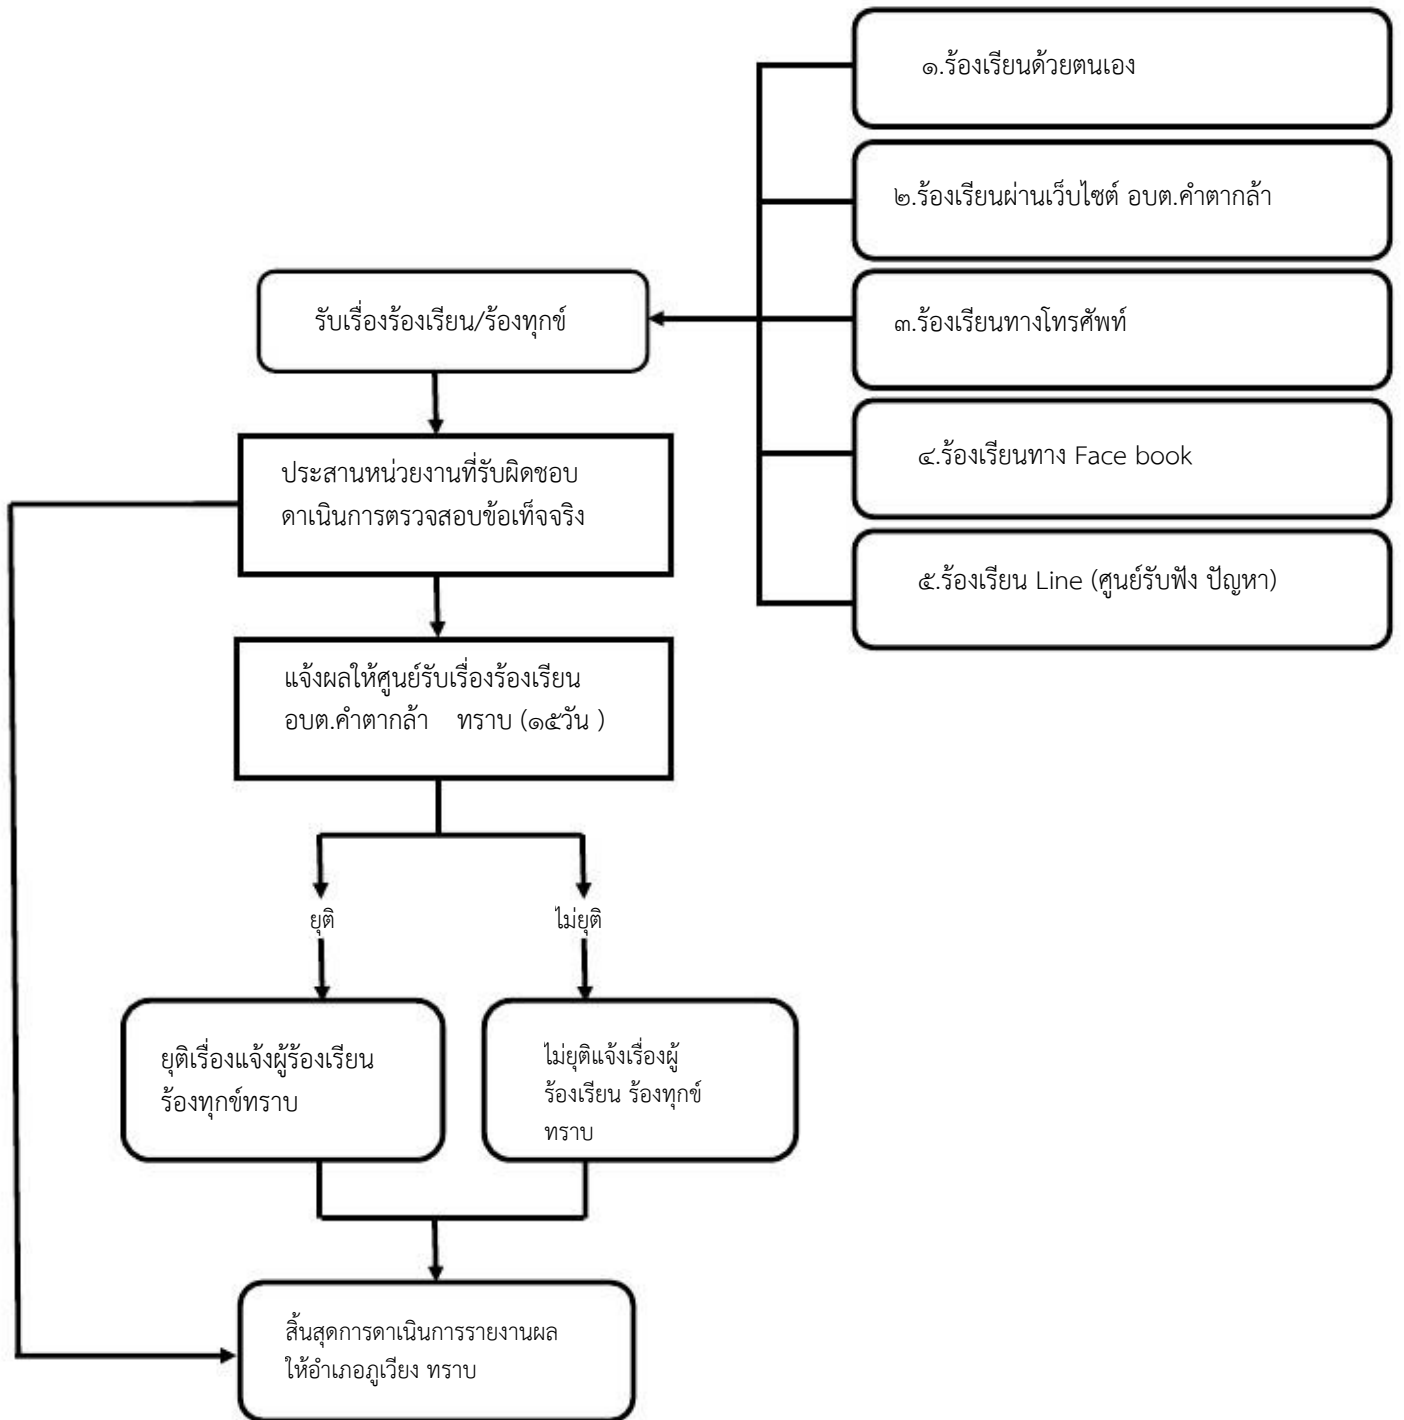 ๑.ร้องเรียนด้วยตนเอง
๒.ร้องเรียนผ่านเว็บไซต์ อบต.คำตากล้า
๓.ร้องเรียนทางโทรศัพท์
๔.ร้องเรียนทาง Face book
๕.ร้องเรียน Line (ศูนย์รับฟัง ปัญหา)
รับเรื่องร้องเรียน/ร้องทุกข์
ประสานหน่วยงานที่รับผิดชอบ
ดาเนินการตรวจสอบข้อเท็จจริง
แจ้งผลให้ศูนย์รับเรื่องร้องเรียน
อบต.คำตากล้า ทราบ (๑๕วัน )
ยุติ
ไม่ยุติ
ยุติเรื่องแจ้งผู้ร้องเรียน
ร้องทุกข์ทราบ
ไม่ยุติแจ้งเรื่องผู้
ร้องเรียน ร้องทุกข์
ทราบ
สิ้นสุดการดาเนินการรายงานผล
ให้อำเภอภูเวียง ทราบ